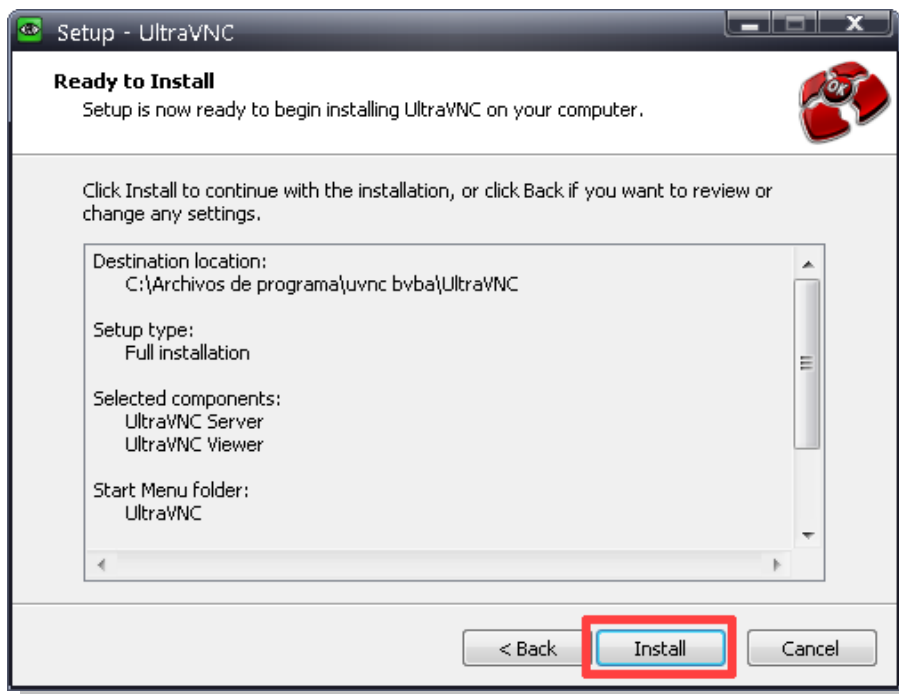 Setup - UltraVNC
Ready to Install
Setup is now ready to begin installing UltraVNC on your computer.
OK
Click Install to continue with the installation, or click Back if you want to review or
change any settings.
Destination location:
C:\Archivos de programa\uvnc bvba\UltraVNC
Setup type:
Full installation
Selected components:
UltraVNC Server
UltraVNC Viewer
Start Menu folder:
UltraVNC
< Back Install Cancel